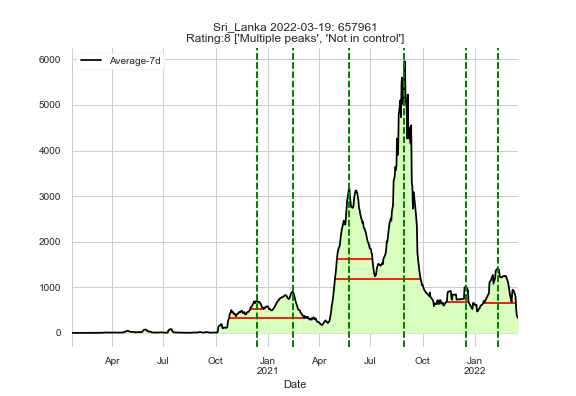 Sri_Lanka 2022-03-19: 657961
Rating:8 ['Multiple peaks', 'Not in control']
Average-7d
6000
5000
4000
3000
2000
1000
0
Apr Jul Oct Jan Apr Jul Oct Jan
2021 2022
Date